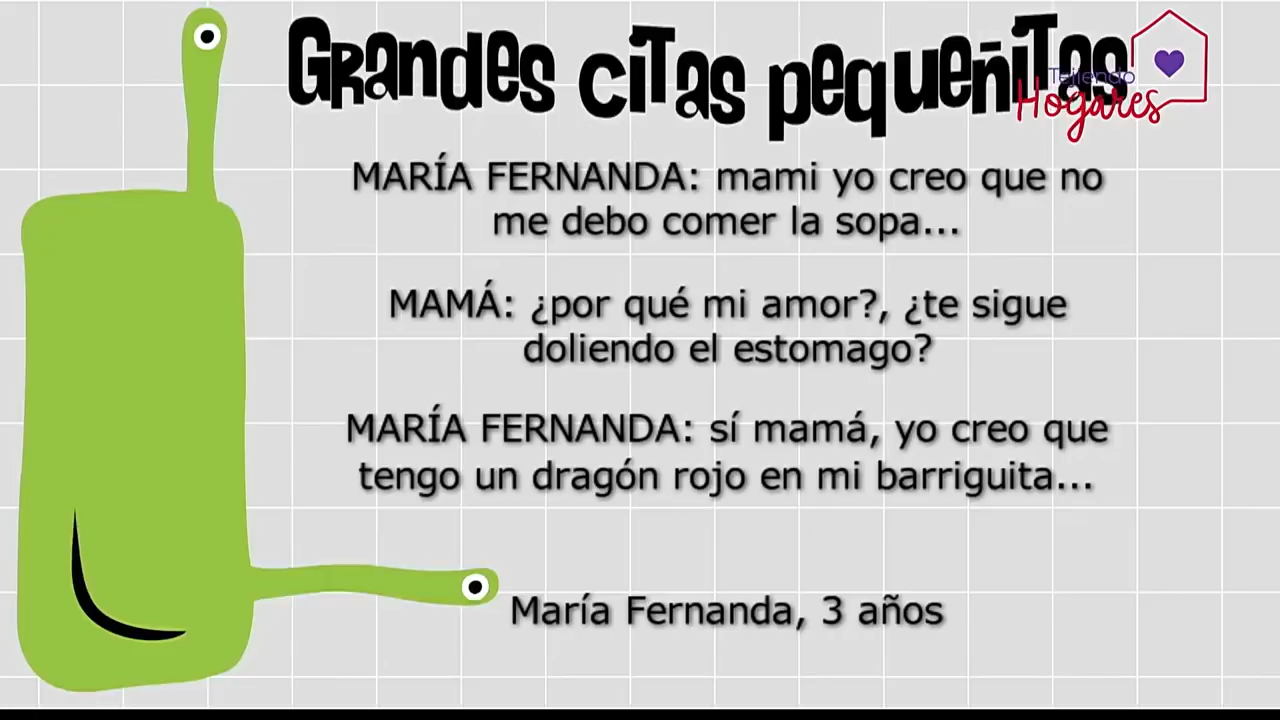 Grandes citas pequeñitas
Tejiendo
Hogares
MARÍA FERNANDA: mami yo creo que no
me debo comer la sopa...
MAMÁ: ¿por qué mi amor?, ¿te sigue
doliendo el estomago?
MARÍA FERNANDA: sí mamá, yo creo que
tengo un dragón rojo en mi barriguita...
María Fernanda, 3 años